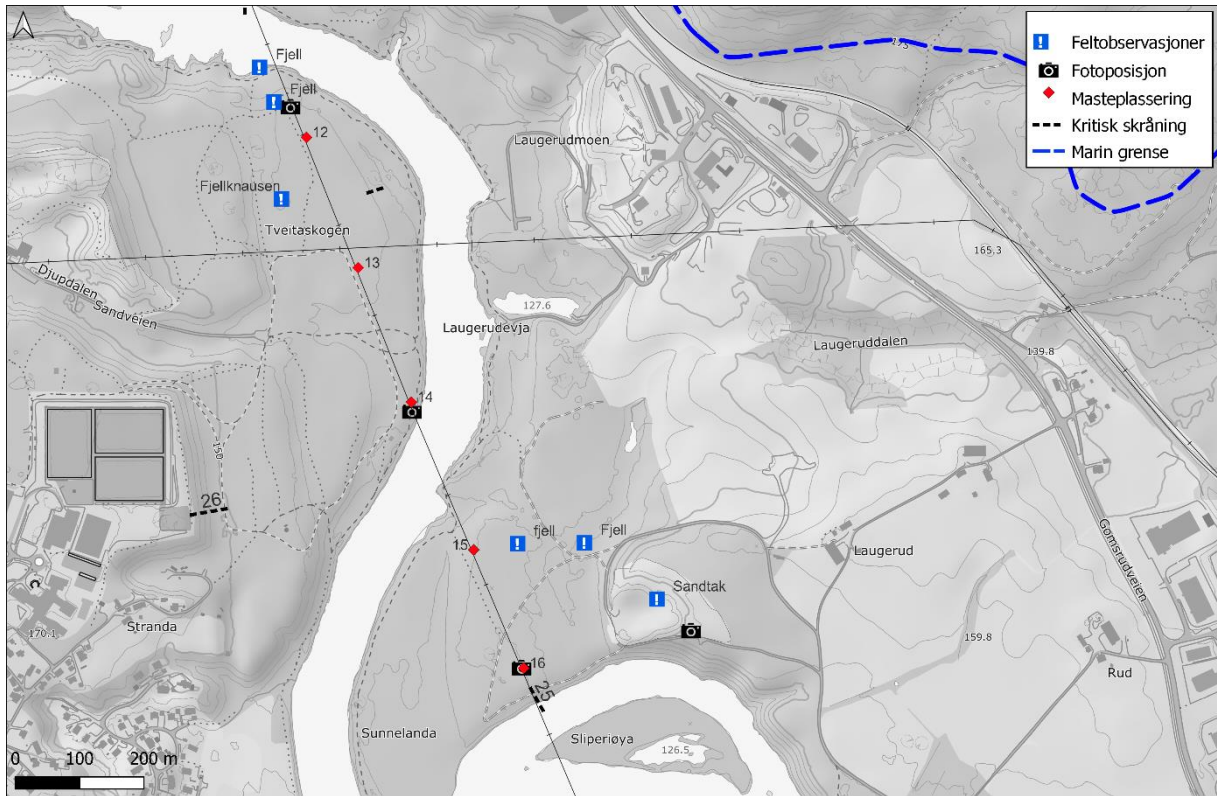 Feltobservasjoner
Fotoposisjon
Masteplassering
Kritisk skråning
Marin grense
175
Fjell
Fjell
12
Laugerudmoen
Fjellknausen
Tveitaskogen
13
165.3
Djupdalen
Sandveien
127.6
Laugerudevja
Laugeruddalen
139.8
14
150
26
15
fjell
Fjell
Laugerud
Gomsrudveien
Sandtak
Stranda
170.1
159.8
16
25
Rud
Sunnelanda
Sliperiøya
126.5
0 100 200 m